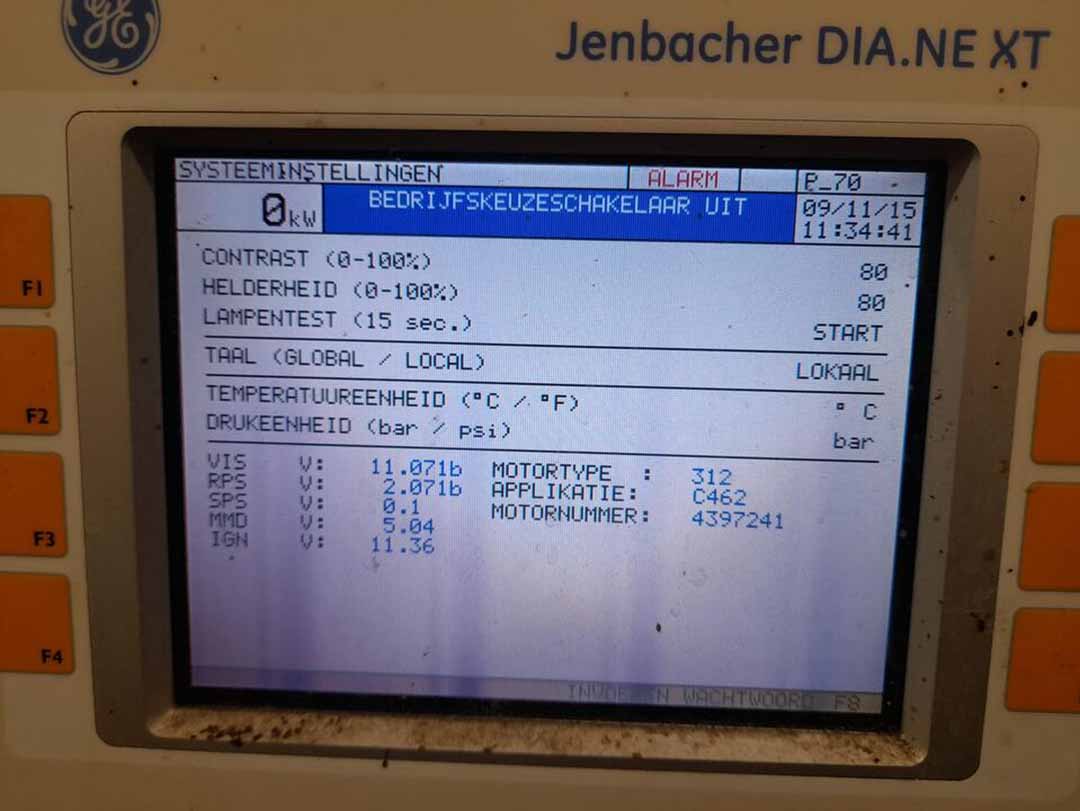 GE
Jenbacher DIA.NE XT
SYSTEEMINSTELLINGEN ALARM P_70
0kW BEDRIJFSKEUZESCHAKELAAR UIT 09/11/15
11:34:41
CONTRAST (0-100%) 80
HELDERHEID (0-100%) 80
LAMPENTEST (15 sec.) START
TAAL (GLOBAL / LOCAL) LOKAAL
TEMPERATUUREENHEID (°C / °F) ° C
DRUKEENHEID (bar / psi) bar
VIS V: 11.071b MOTORTYPE : 312
RPS V: 2.071b APPLIKATIE: C462
SPS V: 0.1 MOTORNUMMER: 4397241
MMD V: 5.04
IGN V: 11.36
INVOEREN WACHTWOORD F8
F1
F2
F3
F4